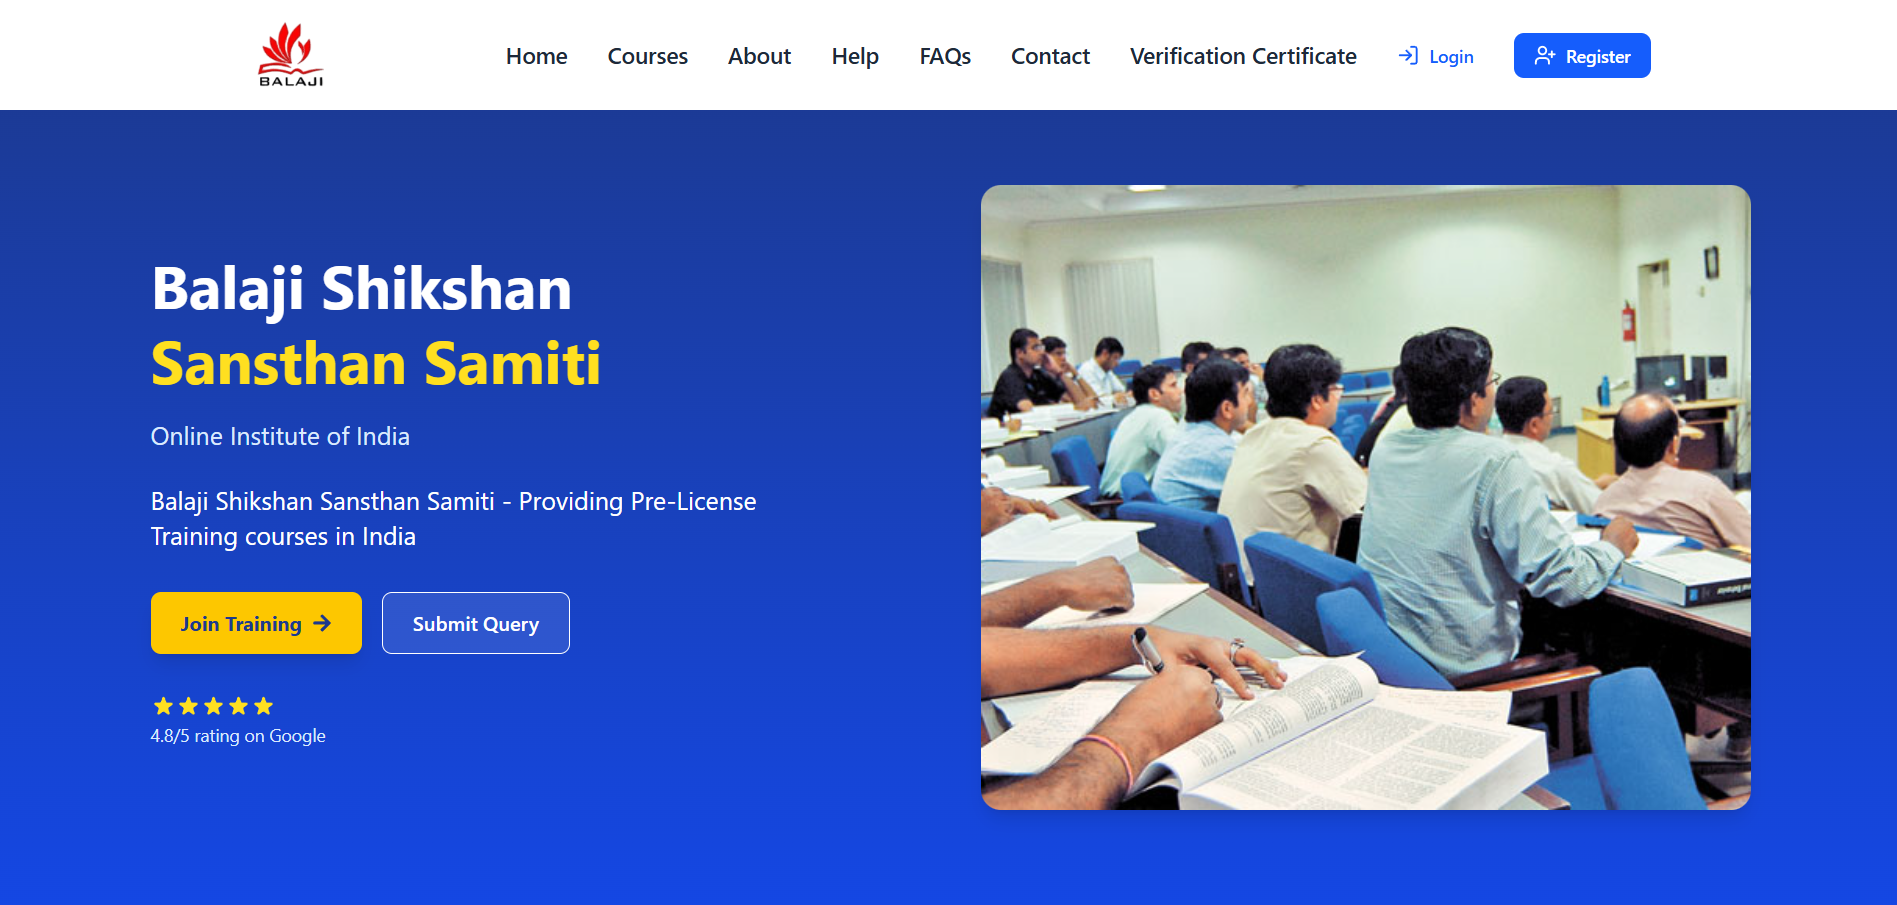 BALAJI
Home
Courses
About
Help
FAQs
Contact
Verification Certificate
Login
Register
Balaji Shikshan
Sansthan Samiti
Online Institute of India
Balaji Shikshan Sansthan Samiti - Providing Pre-License
Training courses in India
Join Training
Submit Query
4.8/5 rating on Google